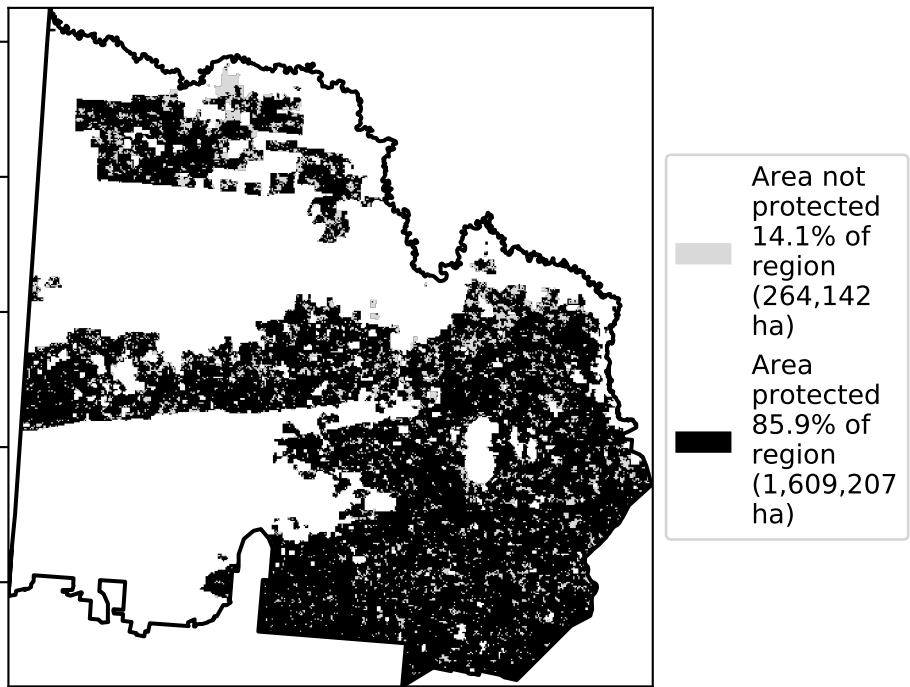 Area not
protected
14.1% of
region
(264,142
ha)
Area
protected
85.9% of
region
(1,609,207
ha)